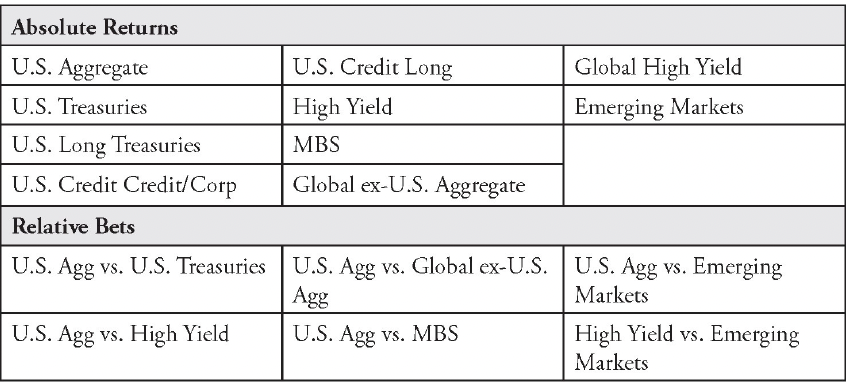 Absolute Returns
U.S. Aggregate U.S. Credit Long Global High Yield
U.S. Treasuries High Yield Emerging Markets
U.S. Long Treasuries MBS
U.S. Credit Credit/Corp Global ex-U.S. Aggregate
Relative Bets
U.S. Agg vs. U.S. Treasuries U.S. Agg vs. Global ex-U.S. U.S. Agg vs. Emerging
Agg Markets
U.S. Agg vs. High Yield U.S. Agg vs. MBS High Yield vs. Emerging
Markets